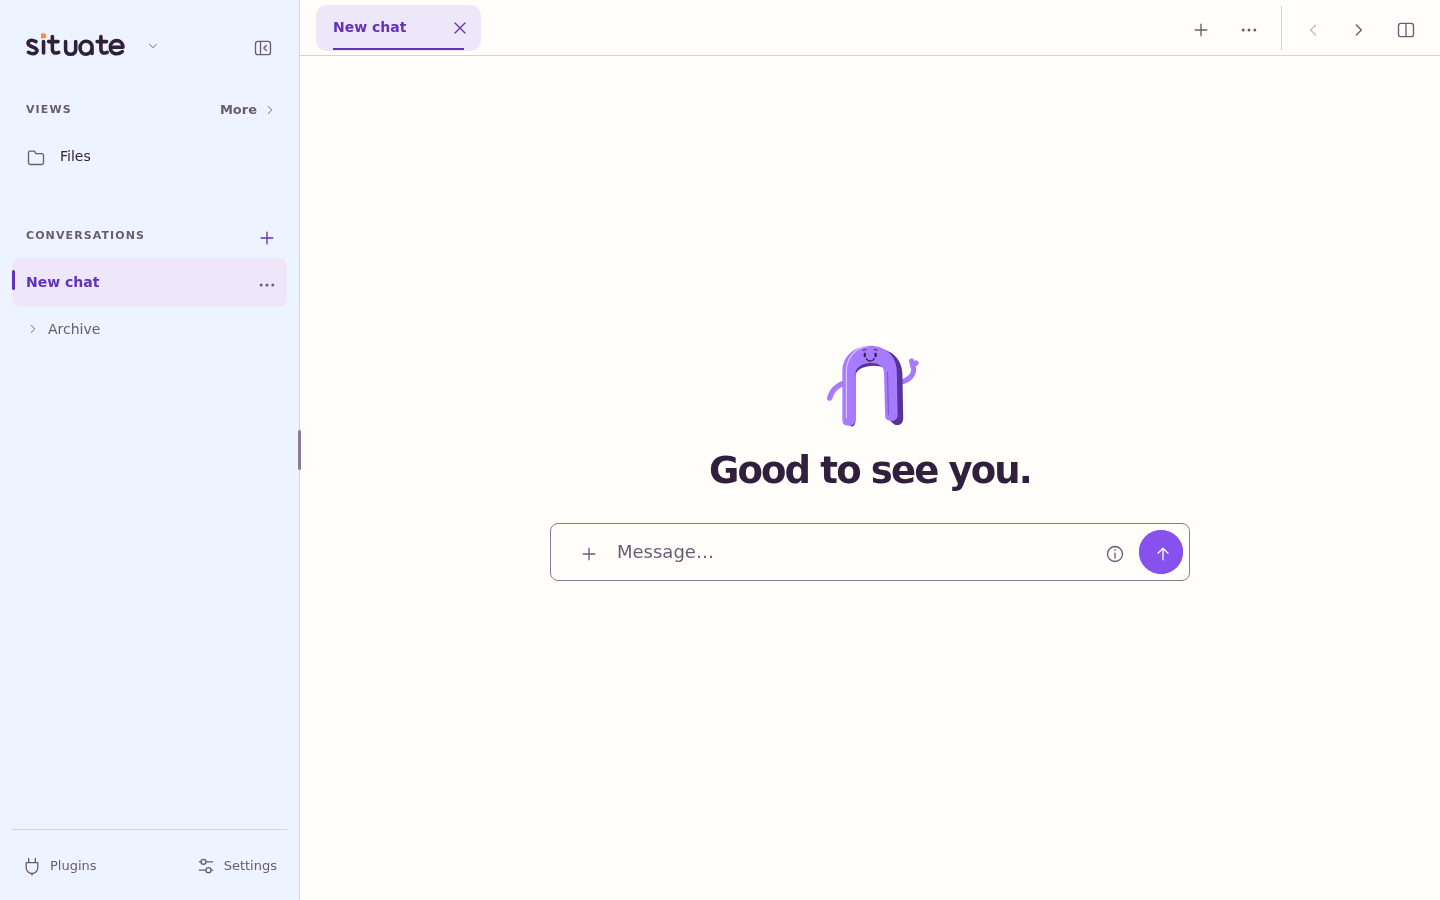 situate
VIEWS
More
Files
CONVERSATIONS
New chat
Archive
Plugins
Settings
New chat
Good to see you.
Message...